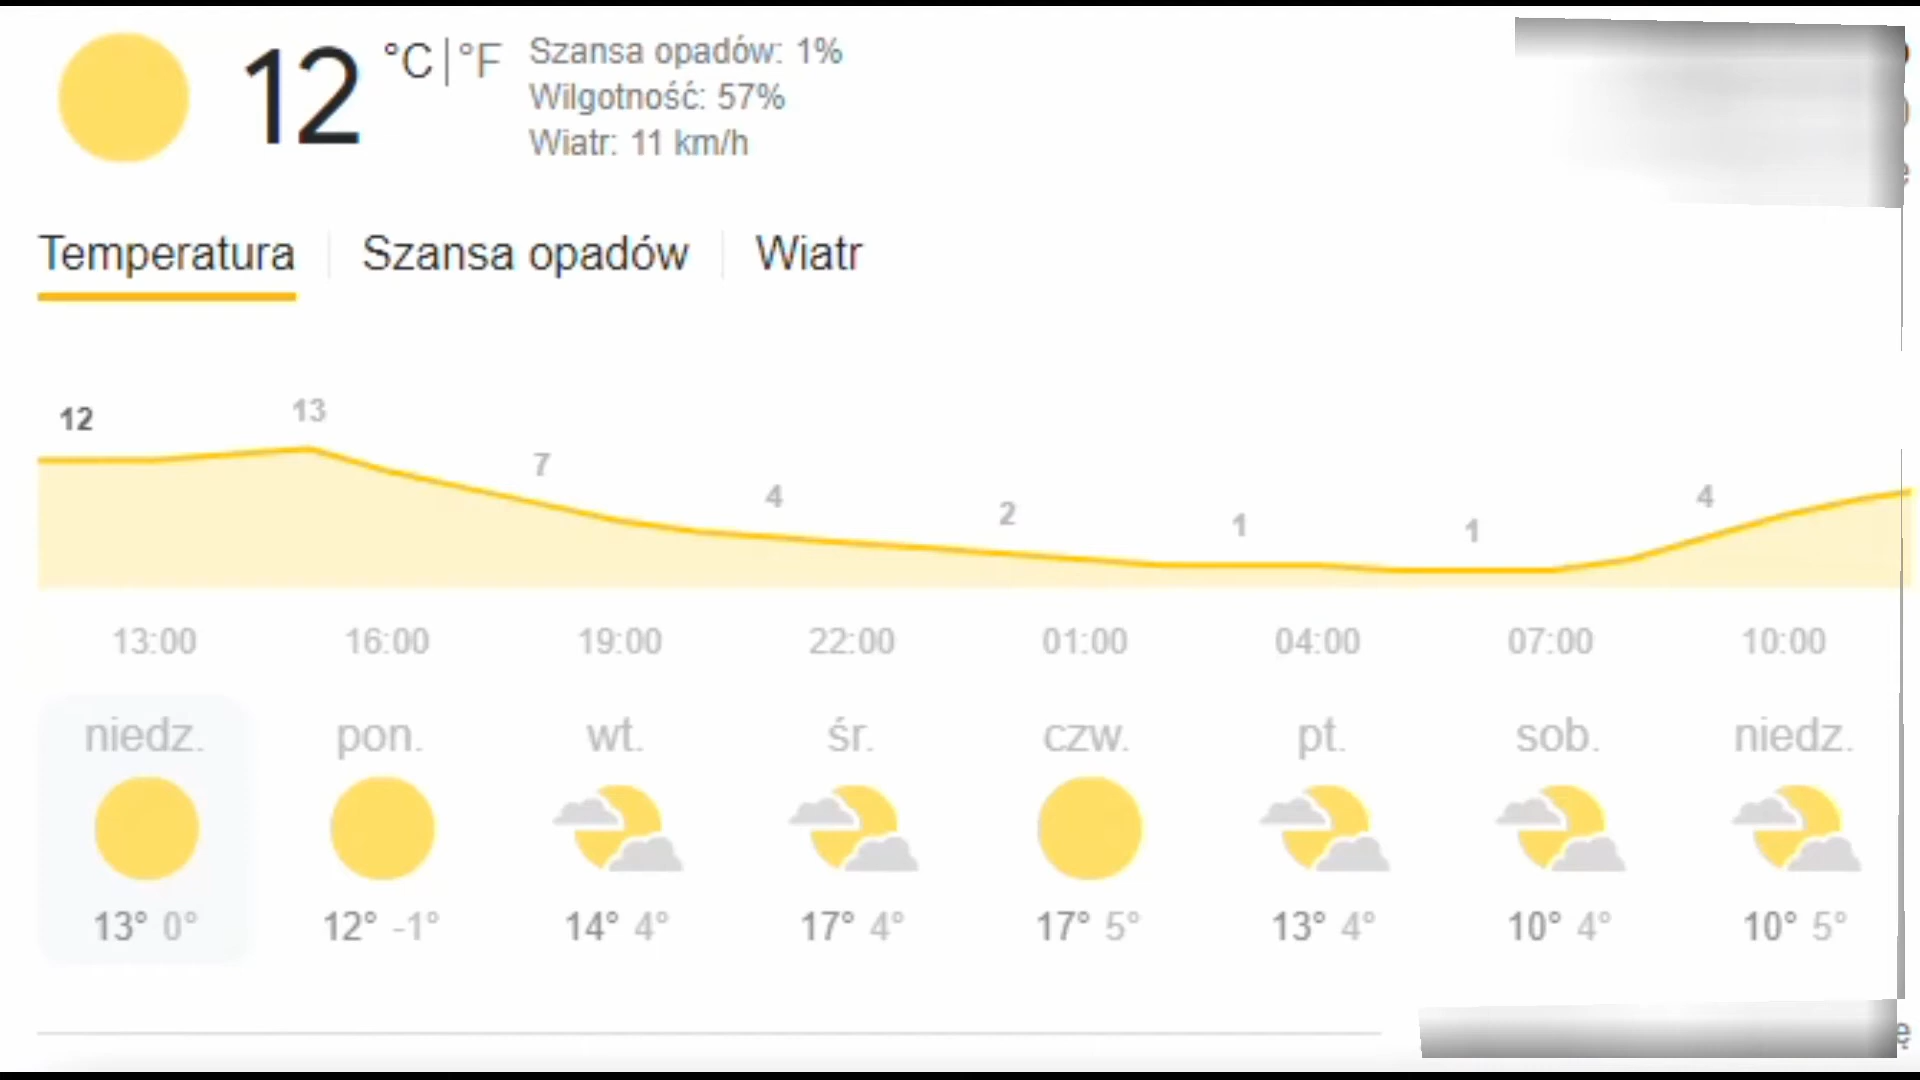 12 °C|°F
Szansa opadów: 1%
Wilgotność: 57%
Wiatr: 11 km/h
Temperatura Szansa opadów Wiatr
12 13 7 4 2 1 1 4
13:00 16:00 19:00 22:00 01:00 04:00 07:00 10:00
niedz. pon. wt. śr. czw. pt. sob. niedz.
13° 0° 12° -1° 14° 4° 17° 4° 17° 5° 13° 4° 10° 4° 10° 5°